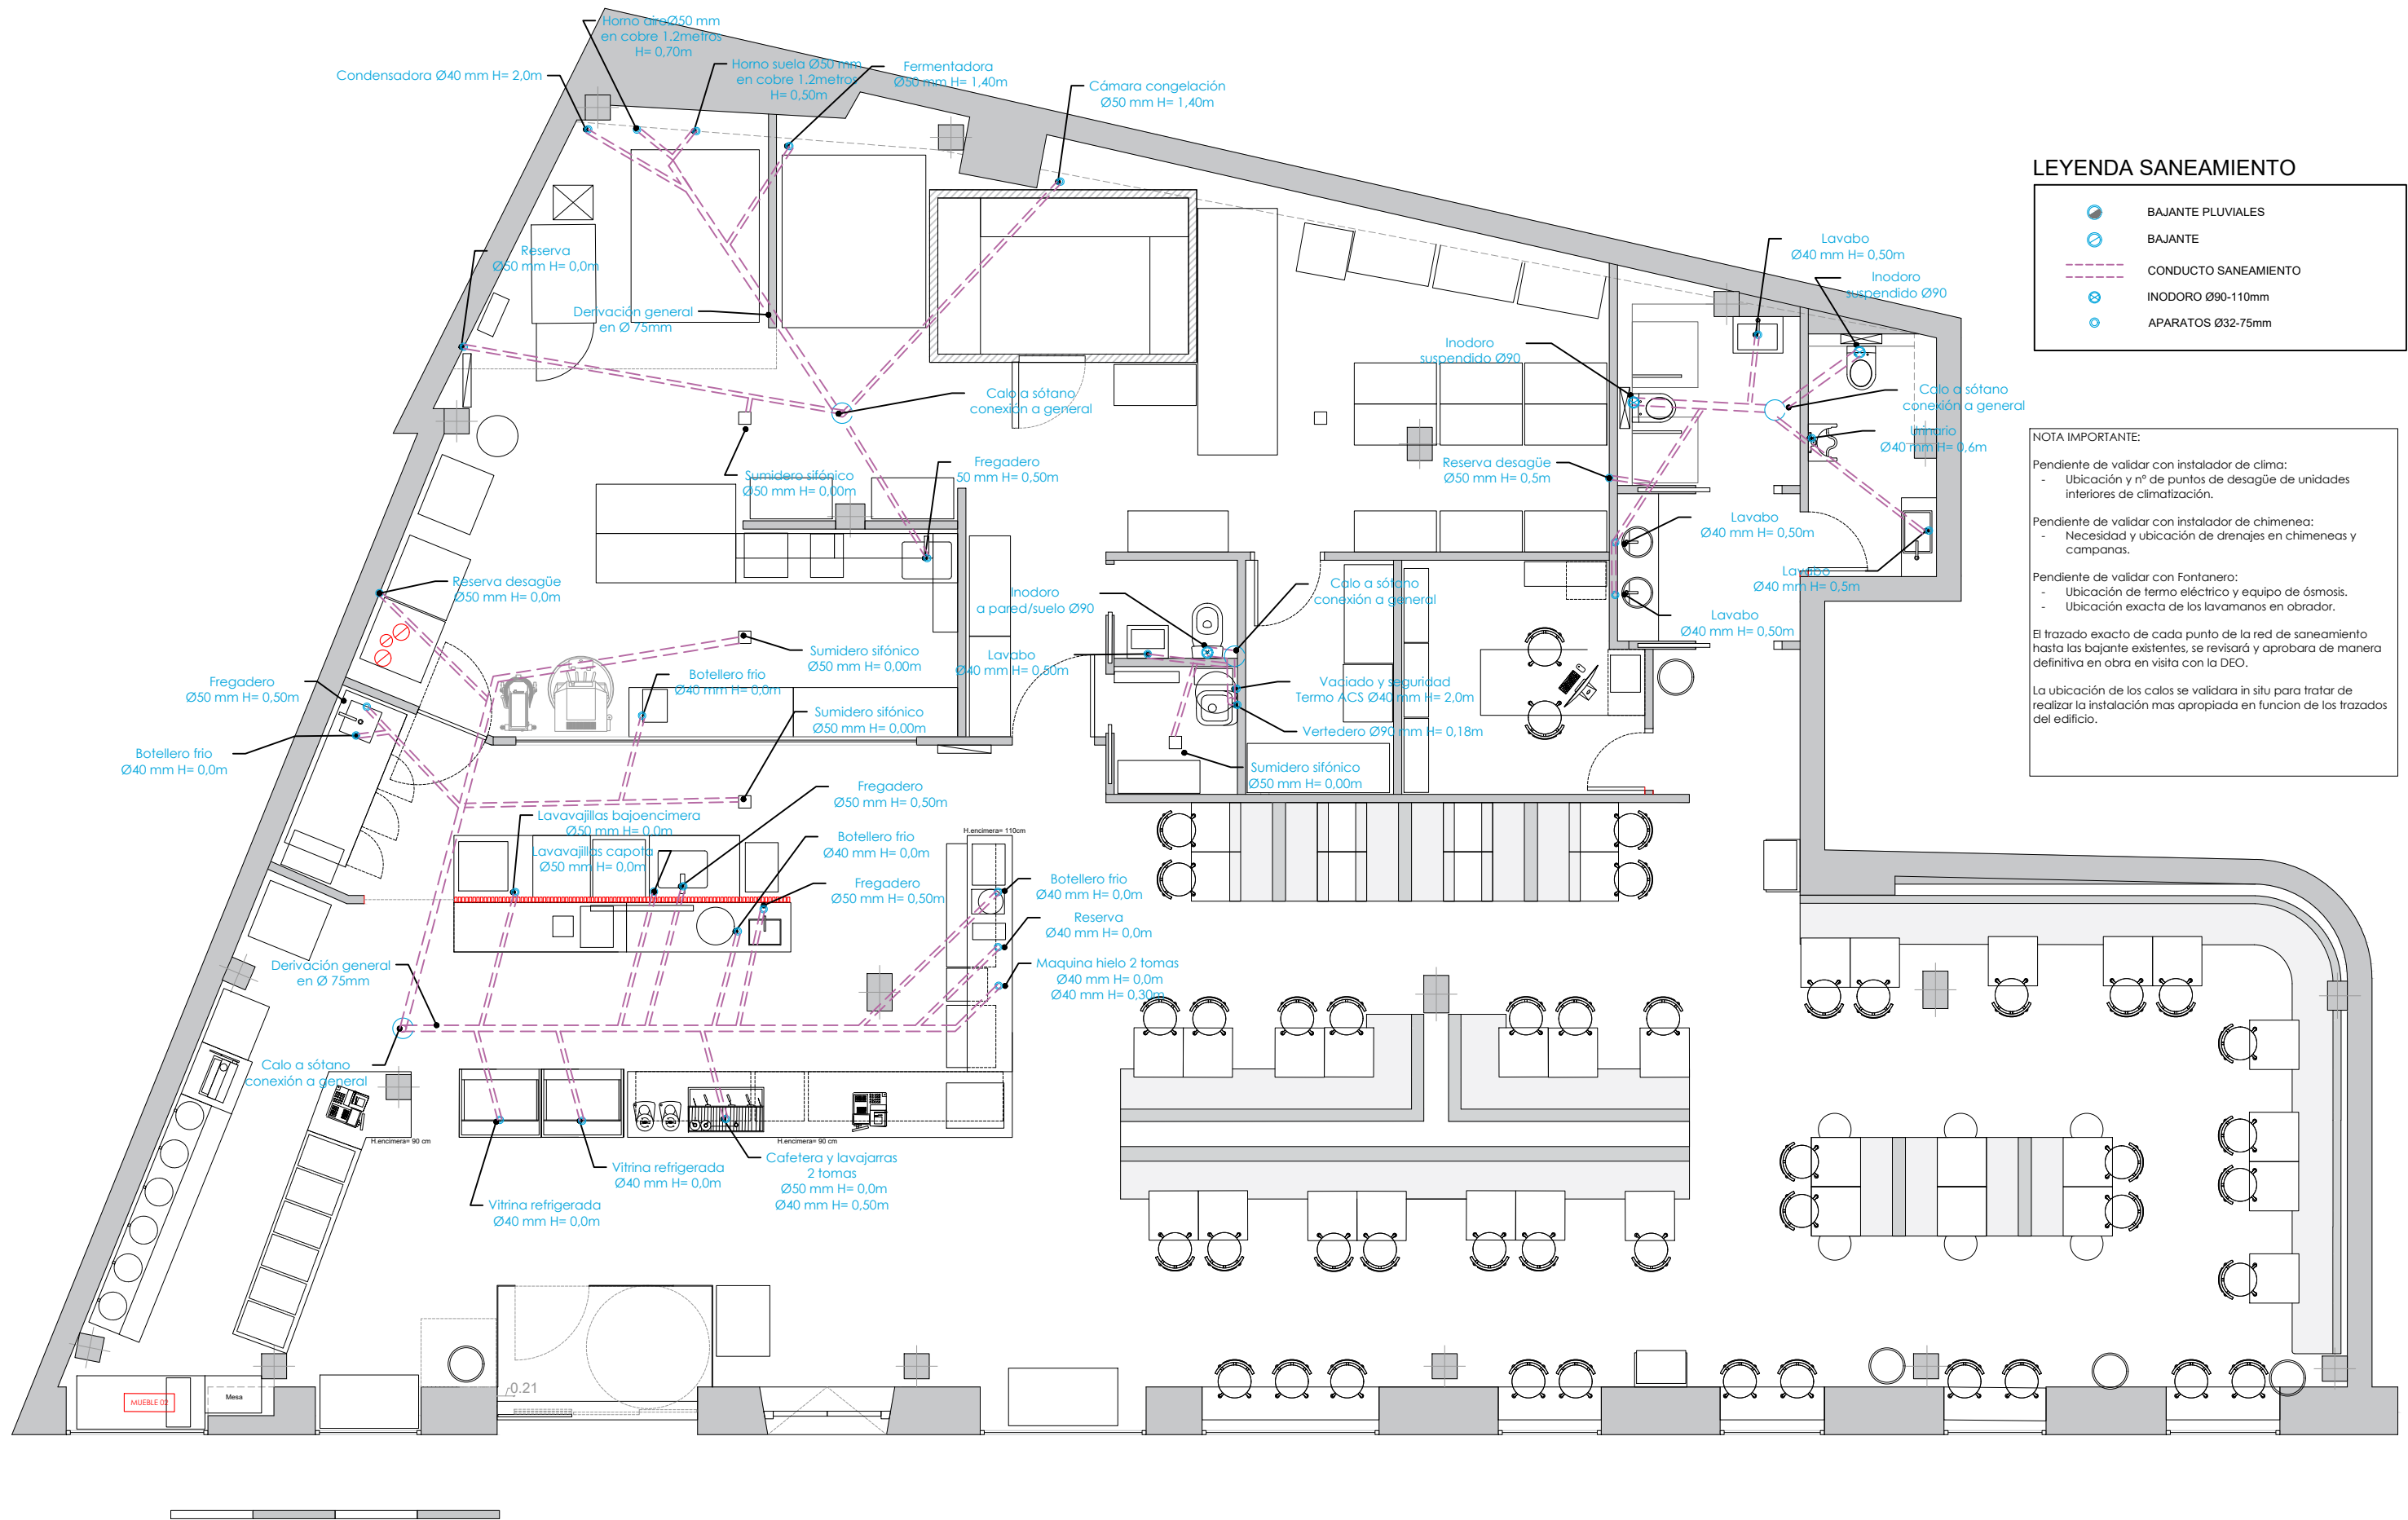 Horno aireØ50 mm
en cobre 1.2metros
H= 0,70m
Condensadora Ø40 mm H= 2,0m
Horno suela Ø50 mm
en cobre 1.2metros
H= 0,50m
Fermentadora
Ø50 mm H= 1,40m
Cámara congelación
Ø50 mm H= 1,40m
LEYENDA SANEAMIENTO
BAJANTE PLUVIALES
BAJANTE
CONDUCTO SANEAMIENTO
INODORO Ø90-110mm
APARATOS Ø32-75mm
Reserva
Ø50 mm H= 0,0m
Lavabo
Ø40 mm H= 0,50m
Inodoro
suspendido Ø90
Derivación general
en Ø 75mm
Inodoro
suspendido Ø90
Calo a sótano
conexión a general
Calo a sótano
conexión a general
Urinario
Ø40 mm H= 0,6m
Sumidero sifónico
Ø50 mm H= 0,00m
Fregadero
50 mm H= 0,50m
Reserva desagüe
Ø50 mm H= 0,5m
NOTA IMPORTANTE:
Pendiente de validar con instalador de clima:
- Ubicación y nº de puntos de desagüe de unidades
interiores de climatización.
Pendiente de validar con instalador de chimenea:
- Necesidad y ubicación de drenajes en chimeneas y
campanas.
Pendiente de validar con Fontanero:
- Ubicación de termo eléctrico y equipo de ósmosis.
- Ubicación exacta de los lavamanos en obrador.
El trazado exacto de cada punto de la red de saneamiento
hasta las bajante existentes, se revisará y aprobara de manera
definitiva en obra en visita con la DEO.
La ubicación de los calos se validara in situ para tratar de
realizar la instalación mas apropiada en funcion de los trazados
del edificio.
Lavabo
Ø40 mm H= 0,50m
Lavabo
Ø40 mm H= 0,5m
Reserva desagüe
Ø50 mm H= 0,0m
Inodoro
a pared/suelo Ø90
Calo a sótano
conexión a general
Lavabo
Ø40 mm H= 0,50m
Sumidero sifónico
Ø50 mm H= 0,00m
Lavabo
Ø40 mm H= 0,50m
Fregadero
Ø50 mm H= 0,50m
Botellero frio
Ø40 mm H= 0,0m
Vaciado y seguridad
Termo ACS Ø40 mm H= 2,0m
Sumidero sifónico
Ø50 mm H= 0,00m
Vertedero Ø90 mm H= 0,18m
Botellero frio
Ø40 mm H= 0,0m
Sumidero sifónico
Ø50 mm H= 0,00m
Fregadero
Ø50 mm H= 0,50m
Lavavajillas bajoencimera
Ø50 mm H= 0,0m
Lavavajillas capota
Ø50 mm H= 0,0m
Botellero frio
Ø40 mm H= 0,0m
H.encimera= 110cm
Fregadero
Ø50 mm H= 0,50m
Botellero frio
Ø40 mm H= 0,0m
Reserva
Ø40 mm H= 0,0m
Derivación general
en Ø 75mm
Maquina hielo 2 tomas
Ø40 mm H= 0,0m
Ø40 mm H= 0,30m
Calo a sótano
conexión a general
H.encimera= 90 cm
H.encimera= 90 cm
Vitrina refrigerada
Ø40 mm H= 0,0m
Cafetera y lavajarras
2 tomas
Ø50 mm H= 0,0m
Ø40 mm H= 0,50m
Vitrina refrigerada
Ø40 mm H= 0,0m
0.21
MUEBLE 02
Mesa